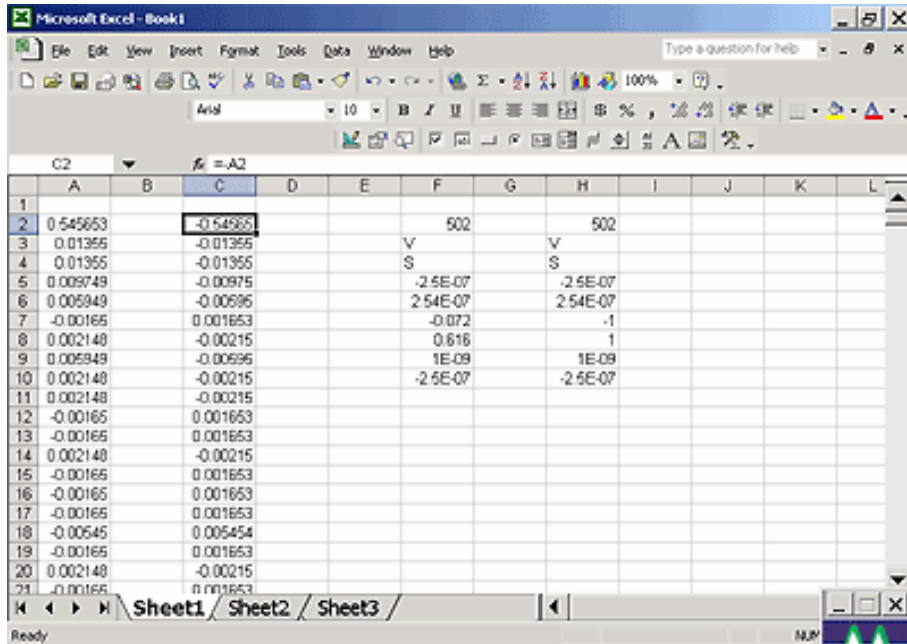 Microsoft Excel - Book1
File Edit View Insert Format Tools Data Window Help Type a question for help
100%
Arial 10 B I U $ % ,
C2 fx =-A2
A B C D E F G H I J K L
1
2 0.545653 -0.54565 502 502
3 0.01355 -0.01355 V V
4 0.01355 -0.01355 S S
5 0.009749 -0.00975 -2.5E-07 -2.5E-07
6 0.005949 -0.00595 2.54E-07 2.54E-07
7 -0.00165 0.001653 -0.072 -1
8 0.002148 -0.00215 0.616 1
9 0.005949 -0.00595 1E-09 1E-09
10 0.002148 -0.00215 -2.5E-07 -2.5E-07
11 0.002148 -0.00215
12 -0.00165 0.001653
13 -0.00165 0.001653
14 0.002148 -0.00215
15 -0.00165 0.001653
16 -0.00165 0.001653
17 -0.00165 0.001653
18 -0.00545 0.005454
19 -0.00165 0.001653
20 0.002148 -0.00215
21 -0.00165 0.001653
Sheet1 Sheet2 Sheet3
Ready NUM